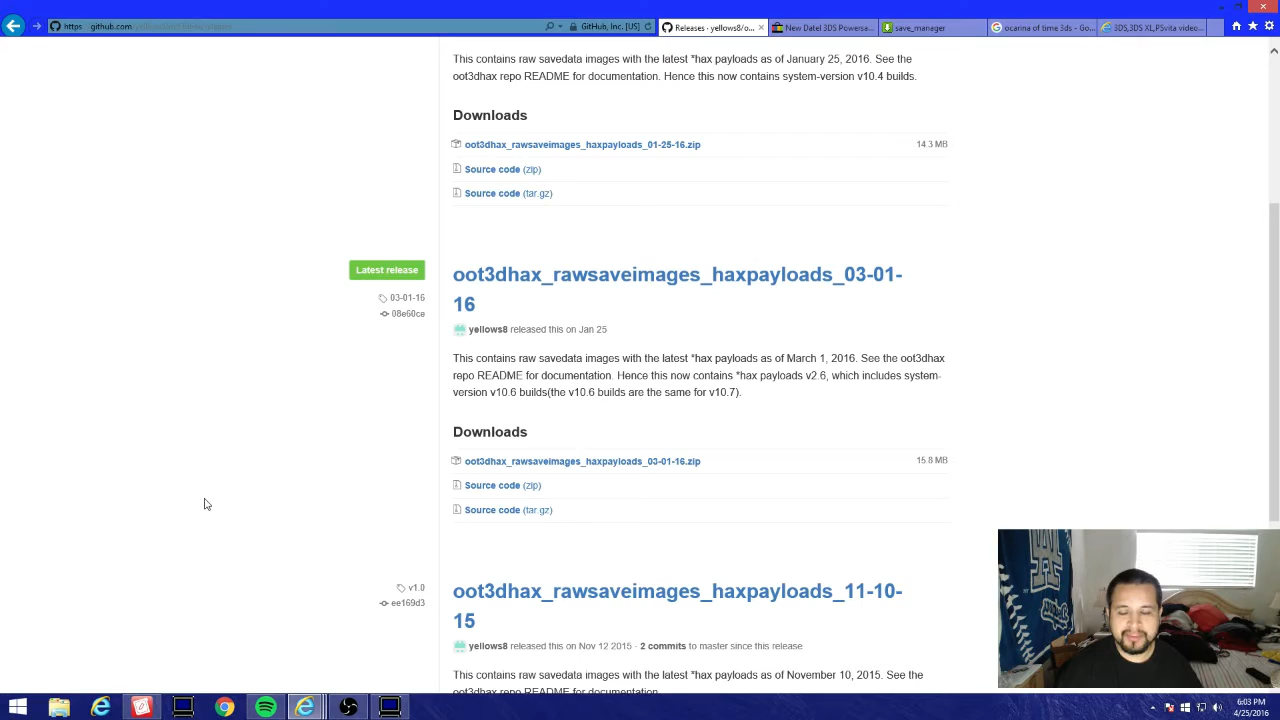 https github.com
GitHub, Inc. [US]
Releases · yellows8/o...
New Datel 3DS Powersa...
save_manager
ocarina of time 3ds - Go...
3DS,3DS XL,PSvita video...
This contains raw savedata images with the latest *hax payloads as of January 25, 2016. See the
oot3dhax repo README for documentation. Hence this now contains system-version v10.4 builds.
Downloads
oot3dhax_rawsaveimages_haxpayloads_01-25-16.zip 14.3 MB
Source code (zip)
Source code (tar.gz)
Latest release
03-01-16
08e60ce
oot3dhax_rawsaveimages_haxpayloads_03-01-
16
yellows8 released this on Jan 25
This contains raw savedata images with the latest *hax payloads as of March 1, 2016. See the oot3dhax
repo README for documentation. Hence this now contains *hax payloads v2.6, which includes system-
version v10.6 builds(the v10.6 builds are the same for v10.7).
Downloads
oot3dhax_rawsaveimages_haxpayloads_03-01-16.zip 15.8 MB
Source code (zip)
Source code (tar.gz)
v1.0
ee169d3
oot3dhax_rawsaveimages_haxpayloads_11-10-
15
yellows8 released this on Nov 12 2015 · 2 commits to master since this release
This contains raw savedata images with the latest *hax payloads as of November 10, 2015. See the
oot3dhax repo README for documentation.
6:03 PM
4/25/2016